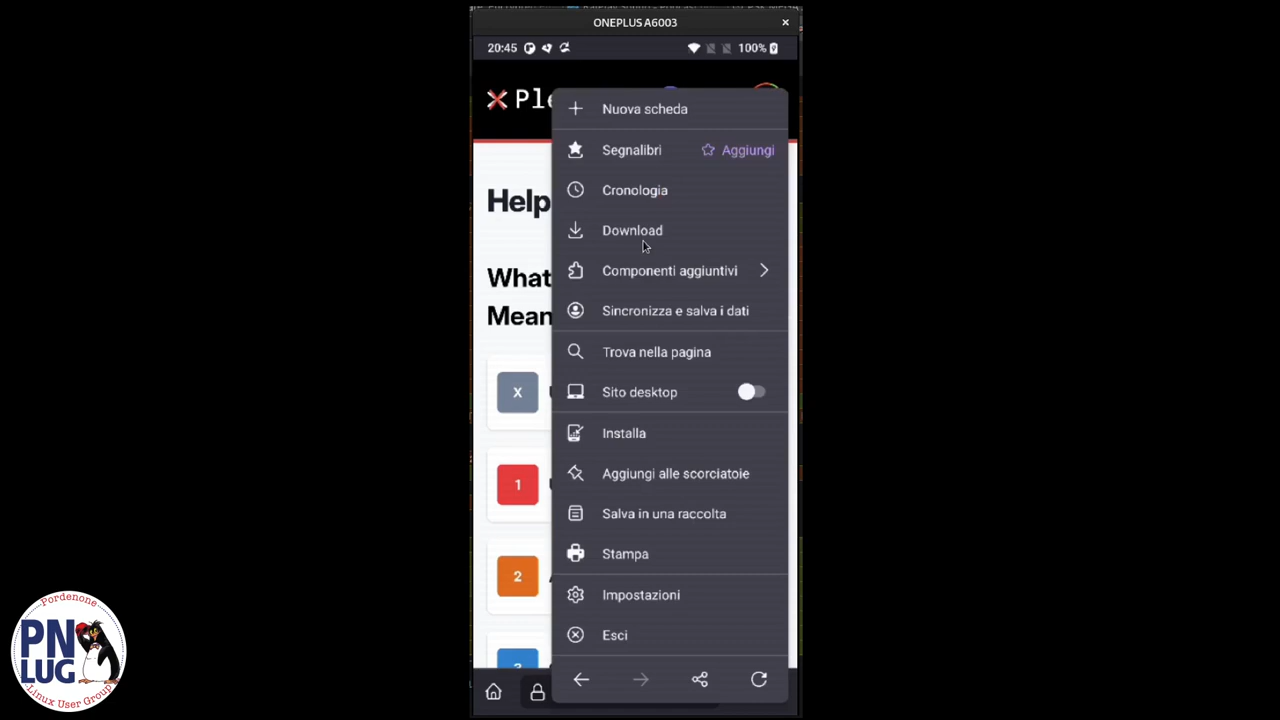 ONEPLUS A6003
20:45
100%
Ple
Nuova scheda
Segnalibri
Aggiungi
Cronologia
Help
Download
What
Componenti aggiuntivi
Mean
Sincronizza e salva i dati
Trova nella pagina
X
Sito desktop
Installa
Aggiungi alle scorciatoie
1
Salva in una raccolta
Stampa
2
Impostazioni
Esci
Pordenone
PN
LUG
Linux User Group